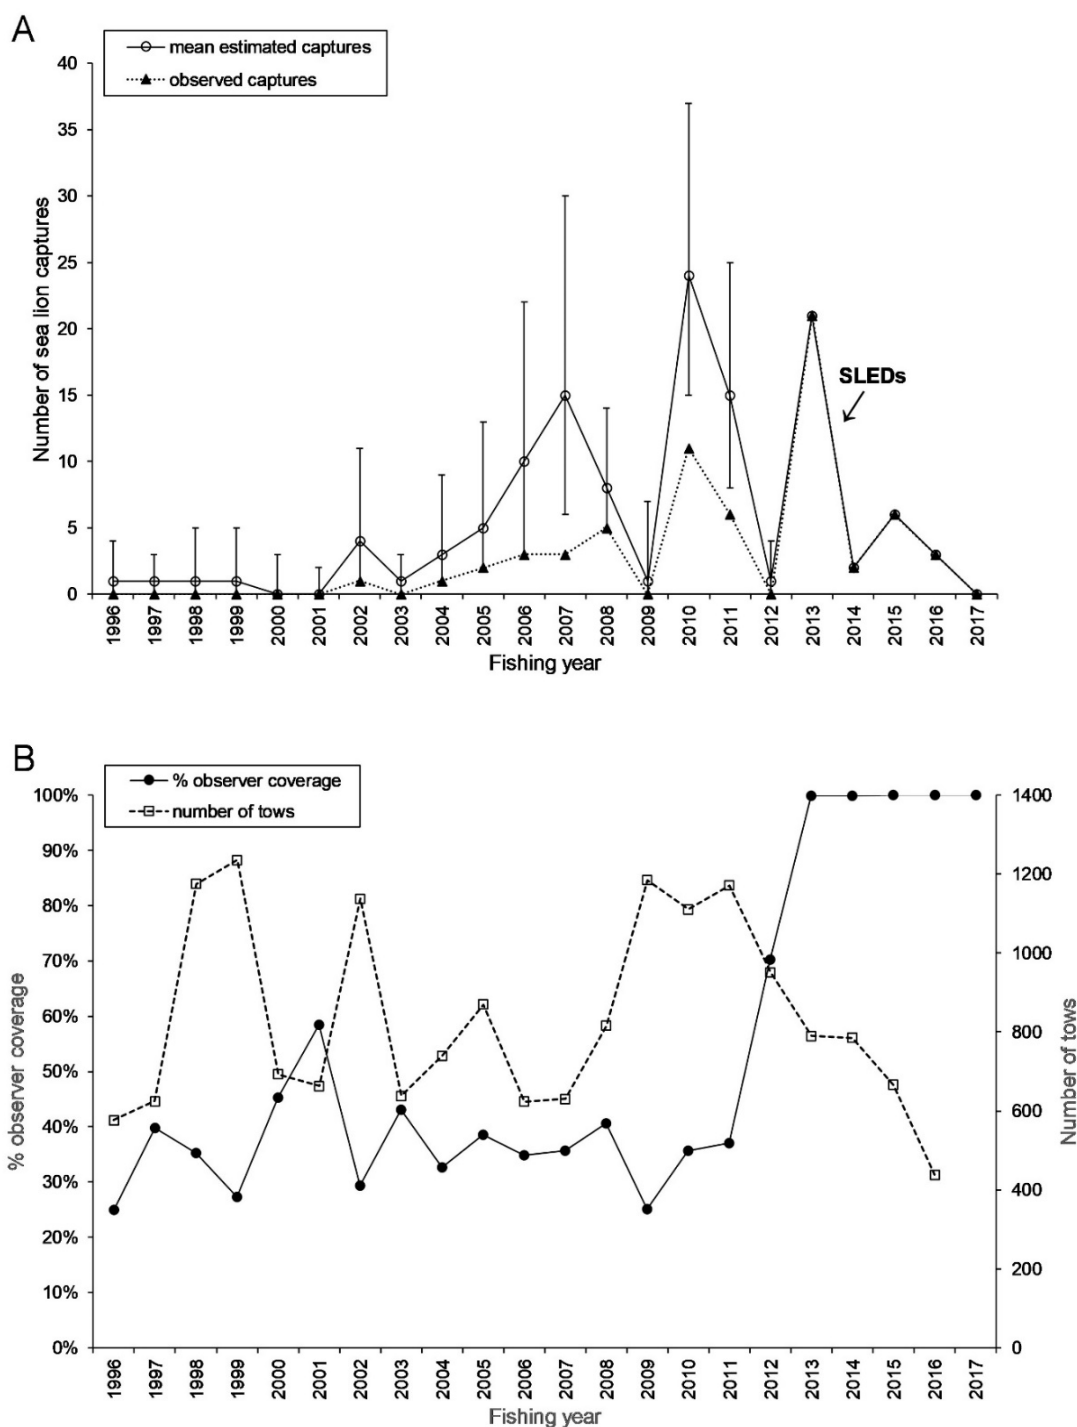 A
mean estimated captures
observed captures
40
35
30
25
20
15
10
5
0
Number of sea lion captures
SLEDs
1996 1997 1998 1999 2000 2001 2002 2003 2004 2005 2006 2007 2008 2009 2010 2011 2012 2013 2014 2015 2016 2017
Fishing year
B
% observer coverage
number of tows
100%
90%
80%
70%
60%
50%
40%
30%
20%
10%
0%
% observer coverage
1400
1200
1000
800
600
400
200
0
Number of tows
1996 1997 1998 1999 2000 2001 2002 2003 2004 2005 2006 2007 2008 2009 2010 2011 2012 2013 2014 2015 2016 2017
Fishing year